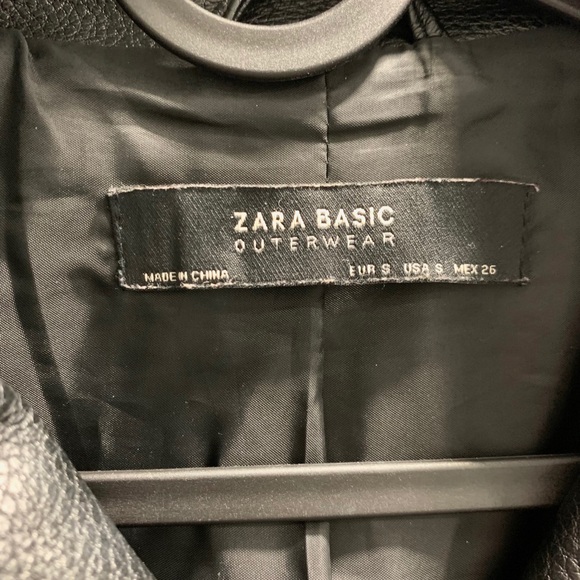 ZARA BASIC
OUTERWEAR
MADE IN CHINA EUR S USA S MEX 26